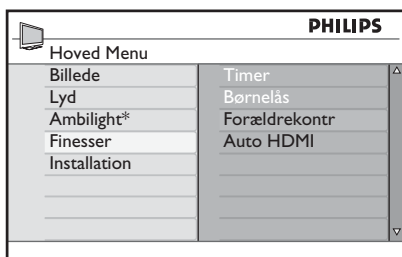 PHILIPS
Hoved Menu
Billede
Lyd
Ambilight*
Finesser
Installation
Timer
Børnelås
Forældrekontr
Auto HDMI